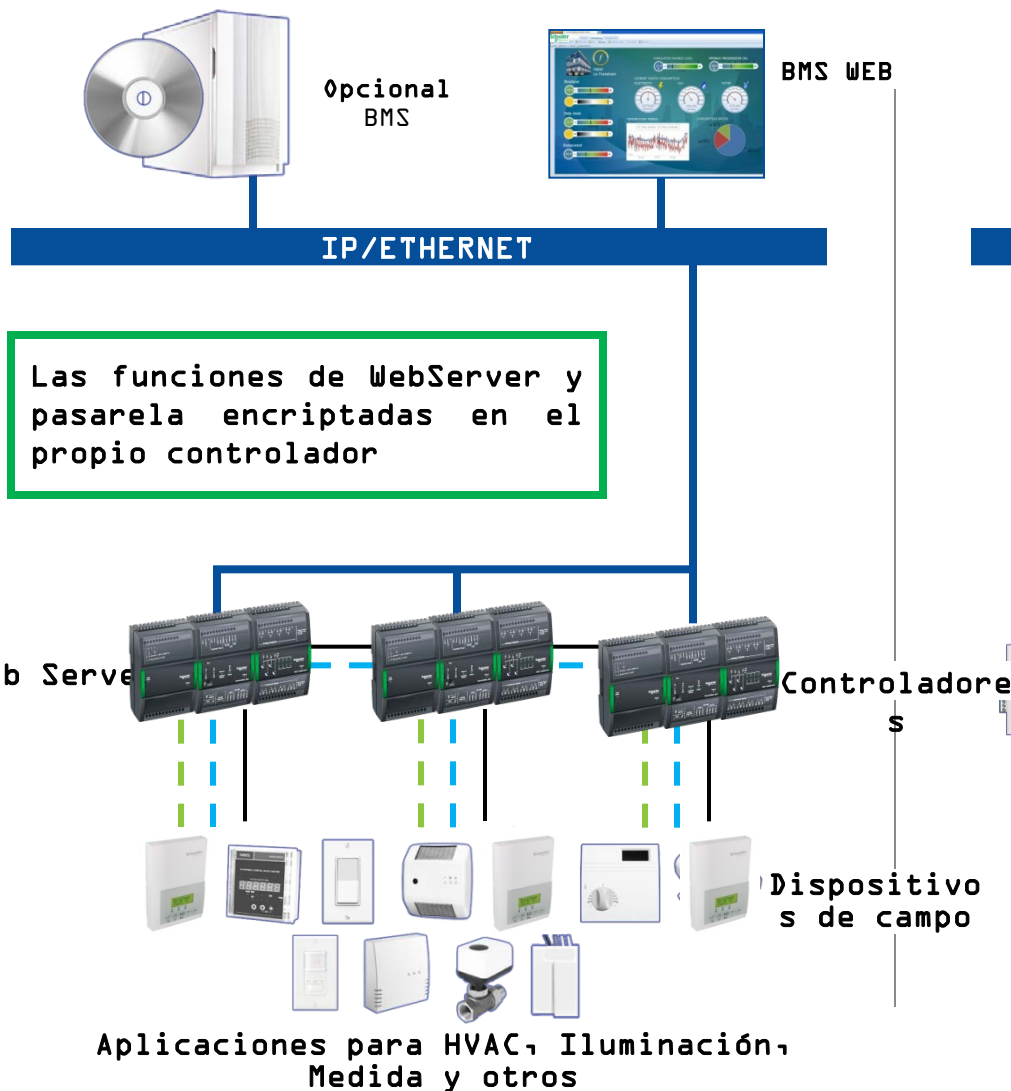 Opcional
BMS
BMS WEB
IP/ETHERNET
Las funciones de WebServer y
pasarela encriptadas en el
propio controlador
b Serve
Controladore
s
Dispositivo
s de campo
Aplicaciones para HVAC, Iluminación,
Medida y otros